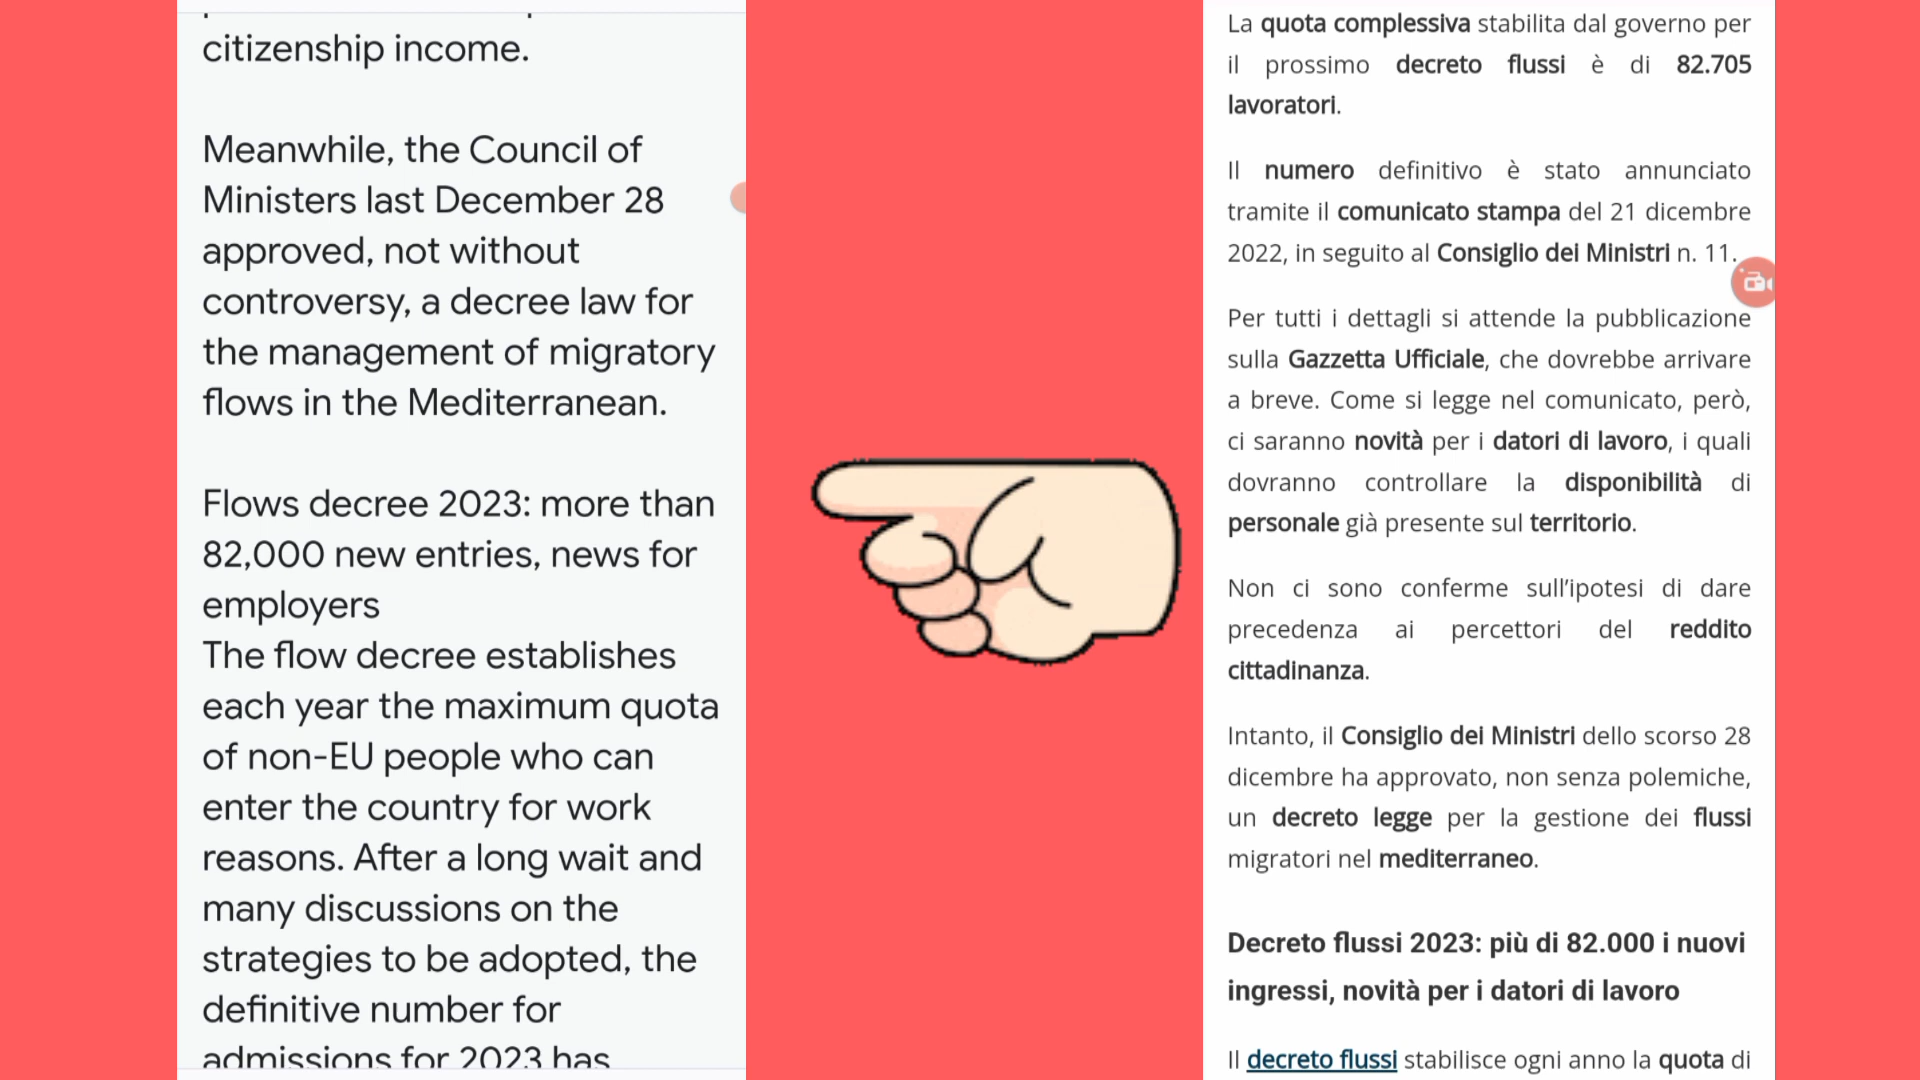 citizenship income.
Meanwhile, the Council of
Ministers last December 28
approved, not without
controversy, a decree law for
the management of migratory
flows in the Mediterranean.
Flows decree 2023: more than
82,000 new entries, news for
employers
The flow decree establishes
each year the maximum quota
of non-EU people who can
enter the country for work
reasons. After a long wait and
many discussions on the
strategies to be adopted, the
definitive number for
admissions for 2023 has
La quota complessiva stabilita dal governo per
il prossimo decreto flussi è di 82.705
lavoratori.
Il numero definitivo è stato annunciato
tramite il comunicato stampa del 21 dicembre
2022, in seguito al Consiglio dei Ministri n. 11.
Per tutti i dettagli si attende la pubblicazione
sulla Gazzetta Ufficiale, che dovrebbe arrivare
a breve. Come si legge nel comunicato, però,
ci saranno novità per i datori di lavoro, i quali
dovranno controllare la disponibilità di
personale già presente sul territorio.
Non ci sono conferme sull'ipotesi di dare
precedenza ai percettori del reddito
cittadinanza.
Intanto, il Consiglio dei Ministri dello scorso 28
dicembre ha approvato, non senza polemiche,
un decreto legge per la gestione dei flussi
migratori nel mediterraneo.
Decreto flussi 2023: più di 82.000 i nuovi
ingressi, novità per i datori di lavoro
Il decreto flussi stabilisce ogni anno la quota di